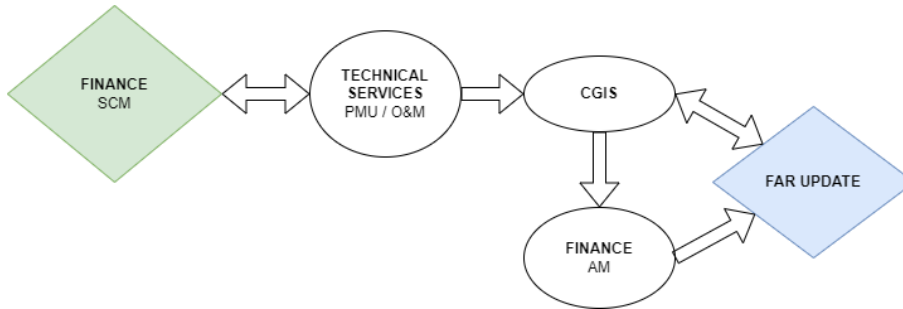 FINANCE
SCM
TECHNICAL
SERVICES
PMU / O&M
CGIS
FAR UPDATE
FINANCE
AM